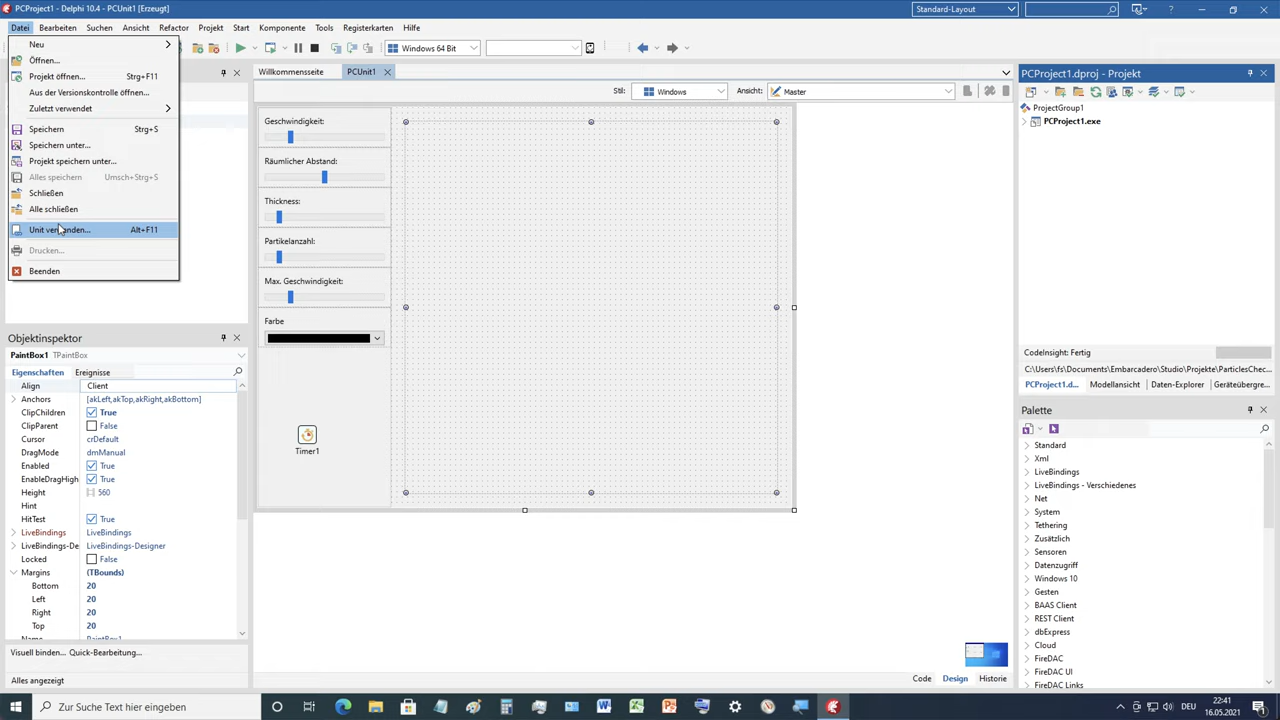 PCProject1 - Delphi 10.4 - PCUnit1 [Erzeugt]
Standard-Layout
Datei Bearbeiten Suchen Ansicht Refactor Projekt Start Komponente Tools Registerkarten Hilfe
Windows 64 Bit
Neu
Öffnen...
Projekt öffnen... Strg+F11
Aus der Versionskontrolle öffnen...
Zuletzt verwendet
Speichern Strg+S
Speichern unter...
Projekt speichern unter...
Alles speichern Umsch+Strg+S
Schließen
Alle schließen
Unit verwenden... Alt+F11
Drucken...
Beenden
Willkommensseite PCUnit1
Stil: Windows Ansicht: Master
Geschwindigkeit:
Räumlicher Abstand:
Thickness:
Partikelanzahl:
Max. Geschwindigkeit:
Farbe
Timer1
Objektinspektor
PaintBox1 TPaintBox
Eigenschaften Ereignisse
Align Client
Anchors [akLeft,akTop,akRight,akBottom]
ClipChildren True
ClipParent False
Cursor crDefault
DragMode dmManual
Enabled True
EnableDragHigh True
Height 560
Hint
HitTest True
LiveBindings LiveBindings
LiveBindings-De LiveBindings-Designer
Locked False
Margins (TBounds)
Bottom 20
Left 20
Right 20
Top 20
Name PaintBox1
Visuell binden... Quick-Bearbeitung...
Alles angezeigt
Code Design Historie
PCProject1.dproj - Projekt
ProjectGroup1
PCProject1.exe
CodeInsight: Fertig
C:\Users\fs\Documents\Embarcadero\Studio\Projekte\ParticlesChec...
PCProject1.d... Modellansicht Daten-Explorer Geräteübergre...
Palette
Standard
Xml
LiveBindings
LiveBindings - Verschiedenes
Net
System
Tethering
Zusätzlich
Sensoren
Datenzugriff
Windows 10
Gesten
BAAS Client
REST Client
dbExpress
Cloud
FireDAC
FireDAC UI
FireDAC Links
Zur Suche Text hier eingeben
DEU
22:41
16.05.2021